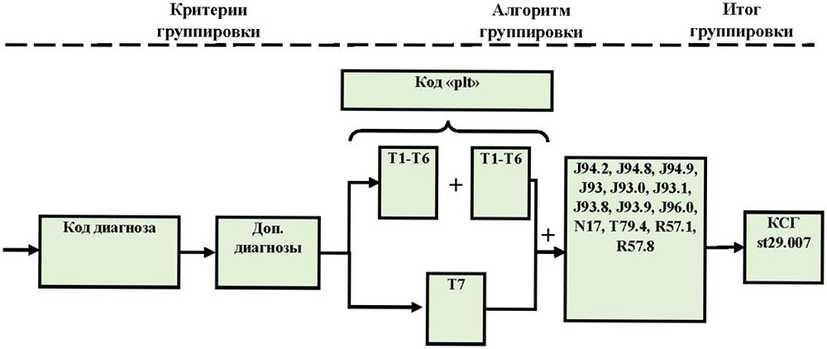 Критерии
группировки
Алгоритм
группировки
Итог
группировки
Код «plt»
T1-T6
+
T1-T6
Код диагноза
Доп.
диагнозы
T7
+
J94.2, J94.8, J94.9,
J93, J93.0, J93.1,
J93.8, J93.9, J96.0,
N17, T79.4, R57.1,
R57.8
КСГ
st29.007